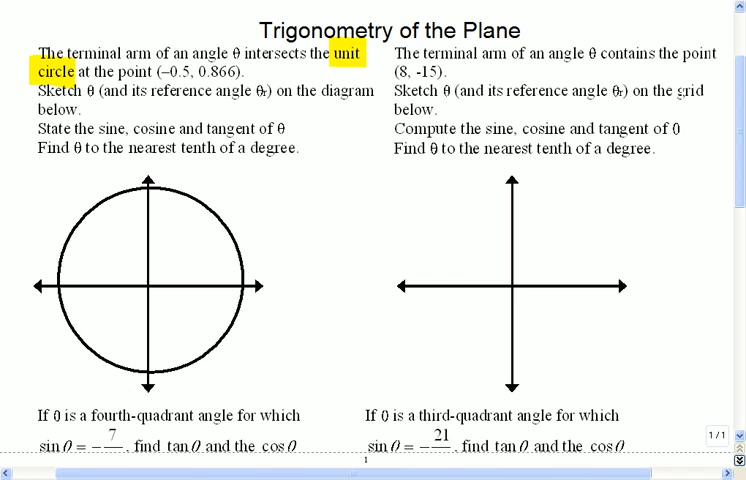 Trigonometry of the Plane
The terminal arm of an angle θ intersects the unit
circle at the point (–0.5, 0.866).
Sketch θ (and its reference angle θr) on the diagram
below.
State the sine, cosine and tangent of θ
Find θ to the nearest tenth of a degree.
The terminal arm of an angle θ contains the point
(8, -15).
Sketch θ (and its reference angle θr) on the grid
below.
Compute the sine, cosine and tangent of θ
Find θ to the nearest tenth of a degree.
If θ is a fourth-quadrant angle for which
sin θ = – 7/ , find tan θ and the cos θ
If θ is a third-quadrant angle for which
sin θ = – 21/ , find tan θ and the cos θ
1 / 1
1